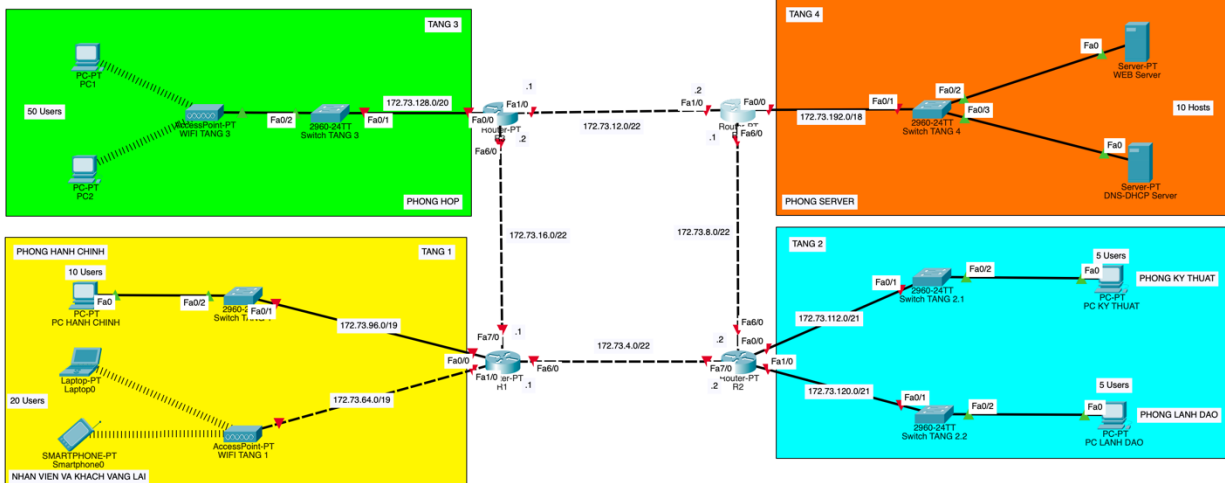 TANG 3
PC-PT
PC1
50 Users
AccessPoint-PT
WIFI TANG 3
Fa0/2
2960-24TT
Switch TANG 3
Fa0/1
172.73.128.0/20
Fa0/0
PC-PT
PC2
PHONG HOP
.1
Fa1/0
Router-PT
.2
Fa6/0
172.73.12.0/22
.2
Fa1/0
Fa0/0
.1
Fa6/0
172.73.16.0/22
172.73.8.0/22
TANG 4
172.73.192.0/18
Fa0/1
Fa0/2
Fa0/3
2960-24TT
Switch TANG 4
Fa0
Server-PT
WEB Server
10 Hosts
Fa0
Server-PT
DNS-DHCP Server
PHONG SERVER
PHONG HANH CHINH
TANG 1
10 Users
Fa0
PC-PT
PC HANH CHINH
Fa0/2
Fa0/1
172.73.96.0/19
Laptop-PT
Laptop0
20 Users
SMARTPHONE-PT
Smartphone0
AccessPoint-PT
WIFI TANG 1
172.73.64.0/19
NHAN VIEN VA KHACH VANG LAI
Fa7/0
.1
Fa0/0
Fa6/0
Fa1/0
R1
.1
172.73.4.0/22
Fa6/0
.2
Fa0/0
Fa7/0
Fa1/0
Router-PT
R2
.2
TANG 2
172.73.112.0/21
Fa0/1
2960-24TT
Switch TANG 2.1
Fa0/2
5 Users
Fa0
PC-PT
PC KY THUAT
PHONG KY THUAT
172.73.120.0/21
Fa0/1
2960-24TT
Switch TANG 2.2
Fa0/2
5 Users
Fa0
PC-PT
PC LANH DAO
PHONG LANH DAO